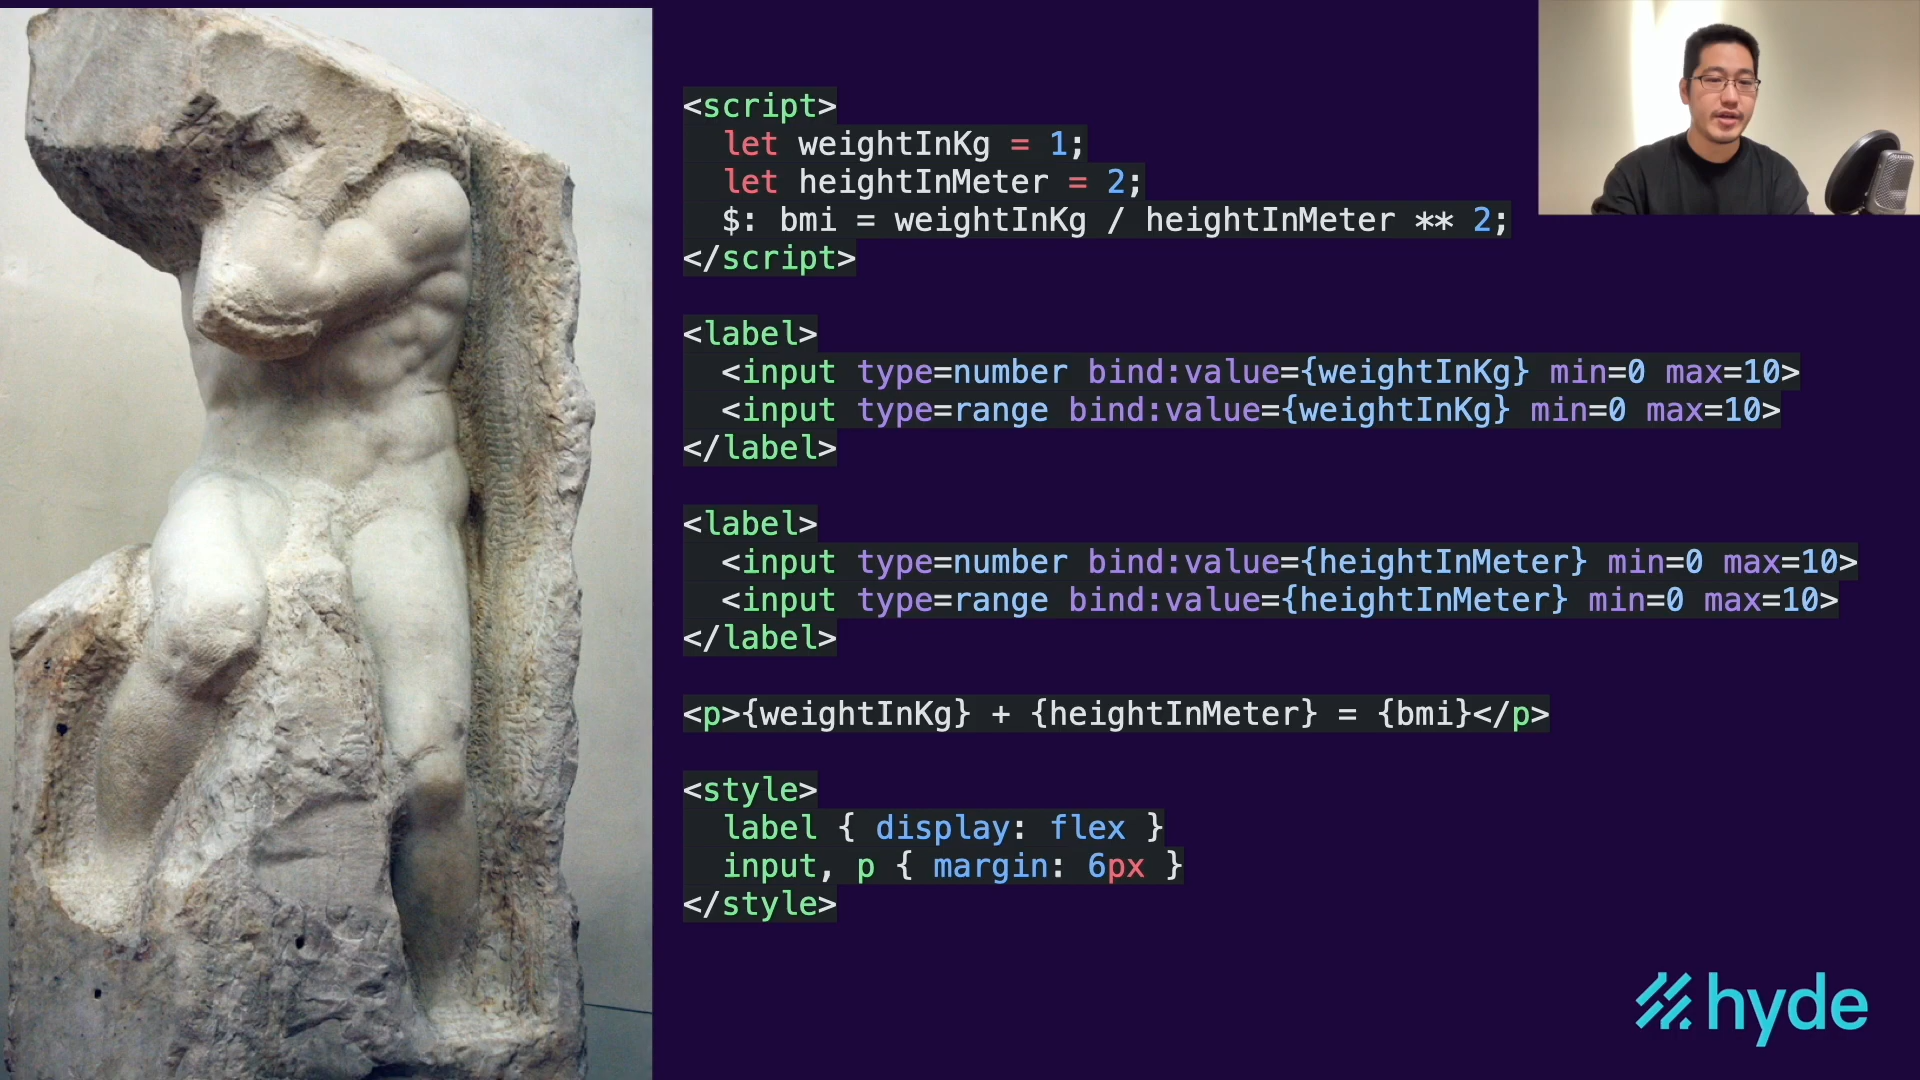 <script>
  let weightInKg = 1;
  let heightInMeter = 2;
  $: bmi = weightInKg / heightInMeter ** 2;
</script>
<label>
  <input type=number bind:value={weightInKg} min=0 max=10>
  <input type=range bind:value={weightInKg} min=0 max=10>
</label>
<label>
  <input type=number bind:value={heightInMeter} min=0 max=10>
  <input type=range bind:value={heightInMeter} min=0 max=10>
</label>
<p>{weightInKg} + {heightInMeter} = {bmi}</p>
<style>
  label { display: flex }
  input, p { margin: 6px }
</style>
hyde